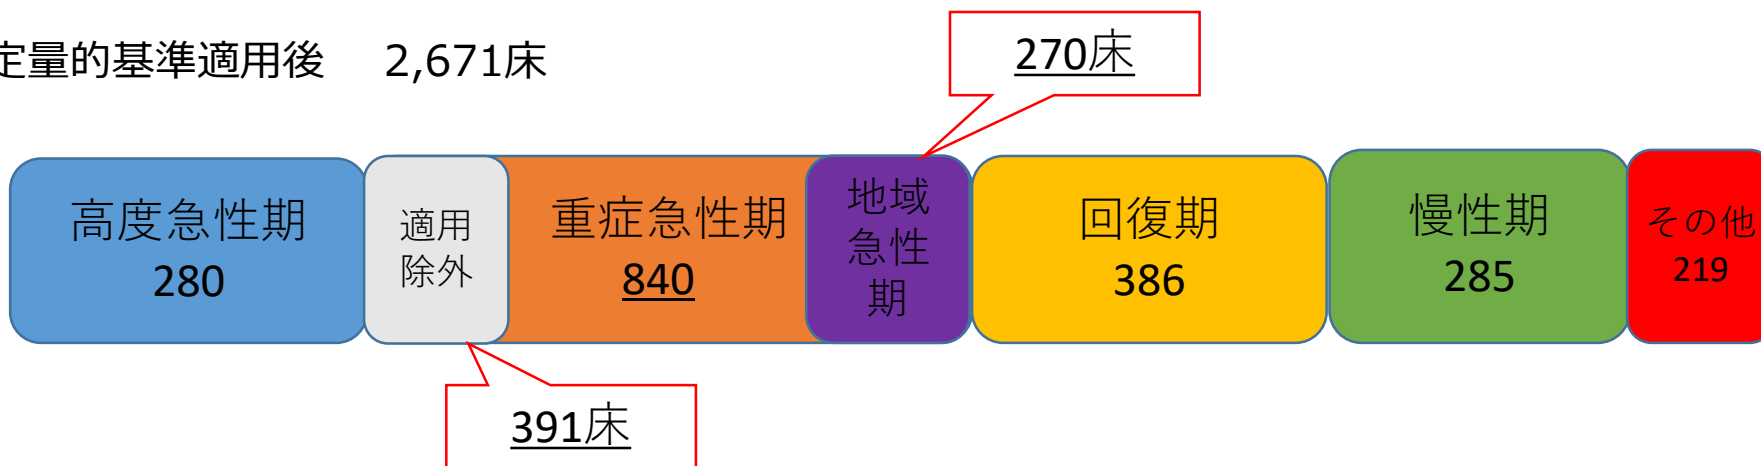 定量的基準適用後 2,671床
270床
高度急性期
280
適用
除外
重症急性期
840
地域
急性
期
回復期
386
慢性期
285
その他
219
391床